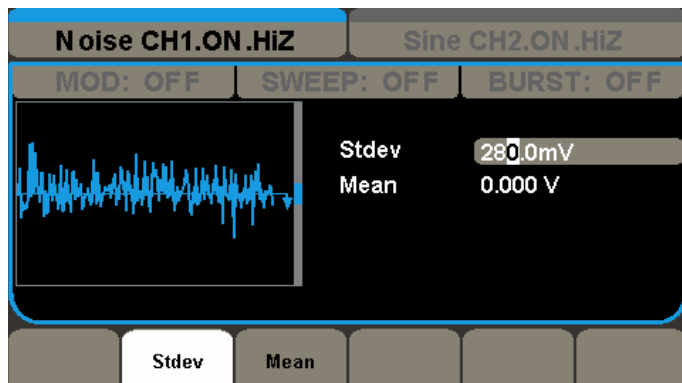 Noise CH1.ON.HiZ
Sine CH2.ON.HiZ
MOD: OFF
SWEEP: OFF
BURST: OFF
Stdev 280.0mV
Mean 0.000 V
Stdev
Mean